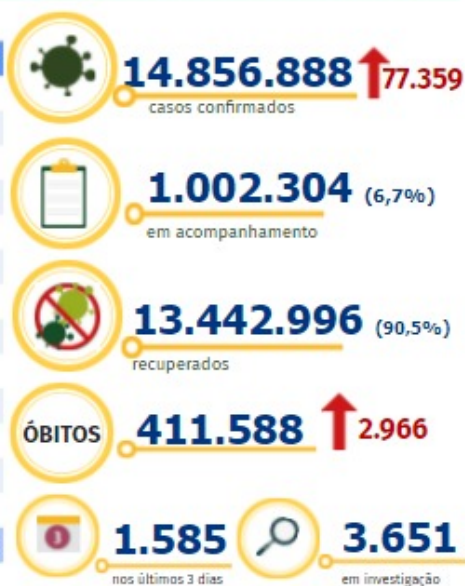 14.856.888 77.359
casos confirmados
1.002.304 (6,7%)
em acompanhamento
13.442.996 (90,5%)
recuperados
ÓBITOS 411.588 2.966
3 1.585 3.651
nos últimos 3 dias em investigação